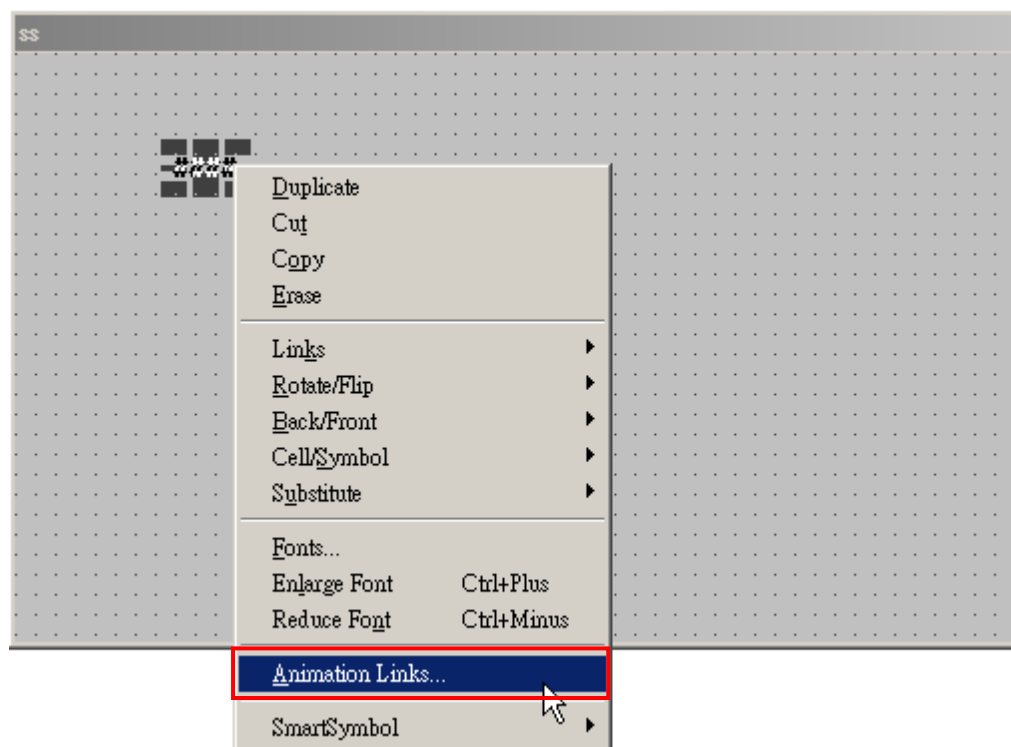 ss
###
Duplicate
Cut
Copy
Erase
Links
Rotate/Flip
Back/Front
Cell/Symbol
Substitute
Fonts...
Enlarge Font Ctrl+Plus
Reduce Font Ctrl+Minus
Animation Links...
SmartSymbol